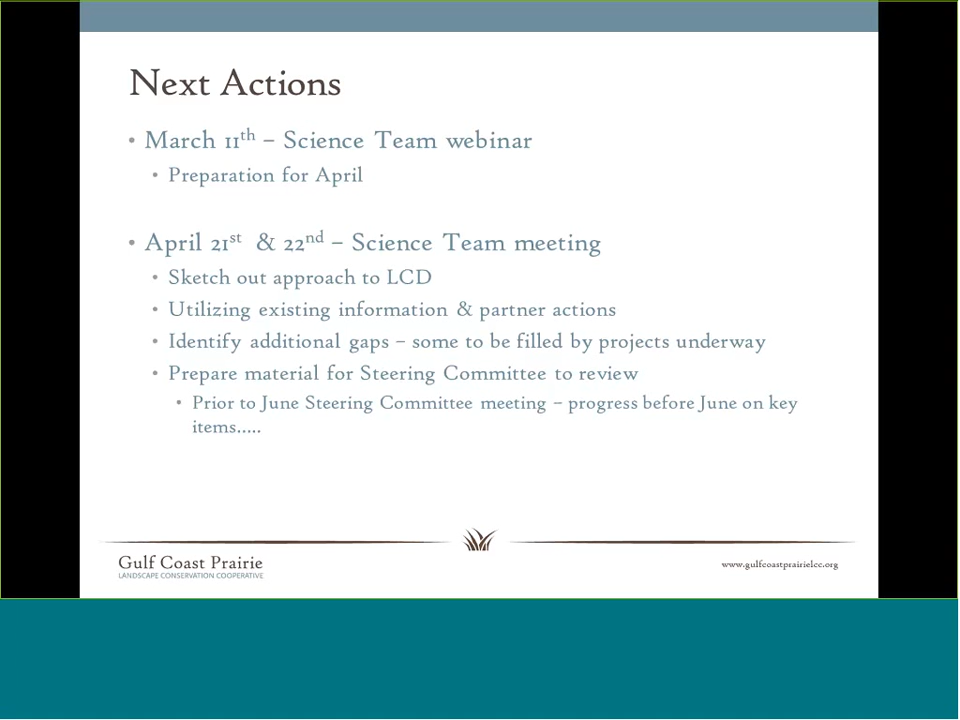 Next Actions
• March 11th – Science Team webinar
• Preparation for April
• April 21st & 22nd – Science Team meeting
• Sketch out approach to LCD
• Utilizing existing information & partner actions
• Identify additional gaps – some to be filled by projects underway
• Prepare material for Steering Committee to review
• Prior to June Steering Committee meeting – progress before June on key
items.....
Gulf Coast Prairie
LANDSCAPE CONSERVATION COOPERATIVE
www.gulfcoastprairielcc.org